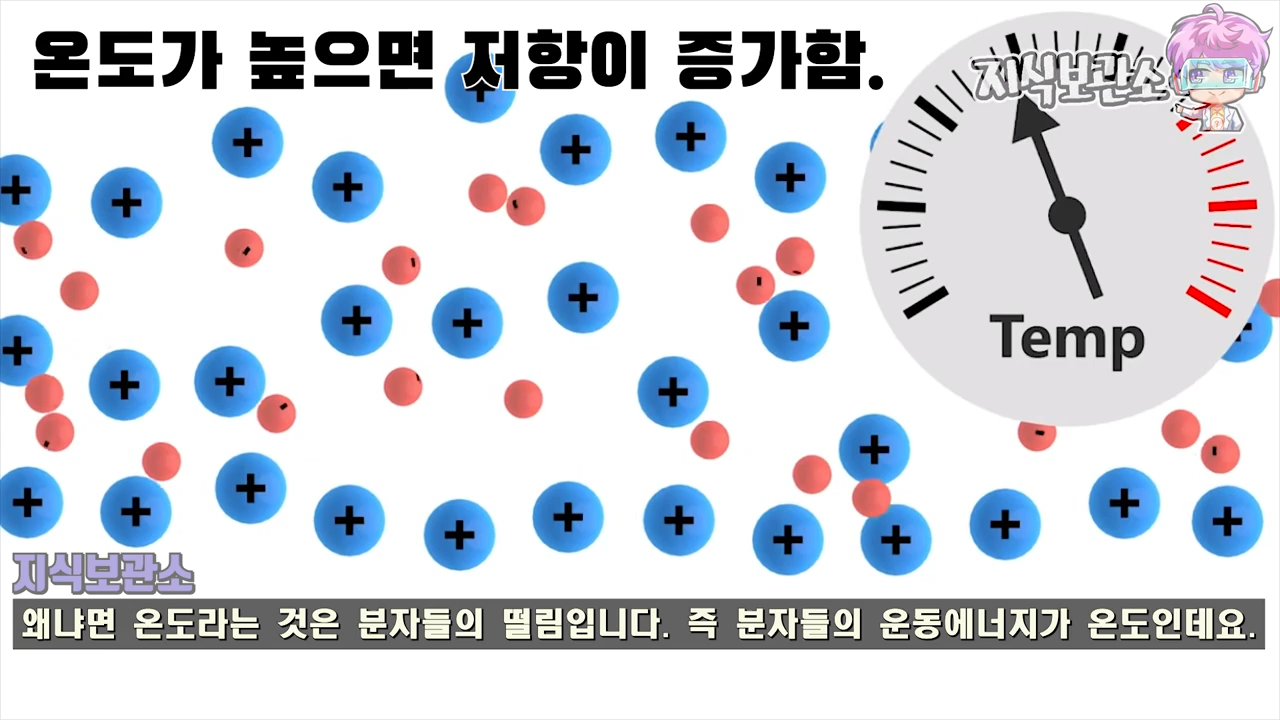 온도가 높으면 저항이 증가함.
지식보관소
Temp
지식보관소
왜냐면 온도라는 것은 분자들의 떨림입니다. 즉 분자들의 운동에너지가 온도인데요.